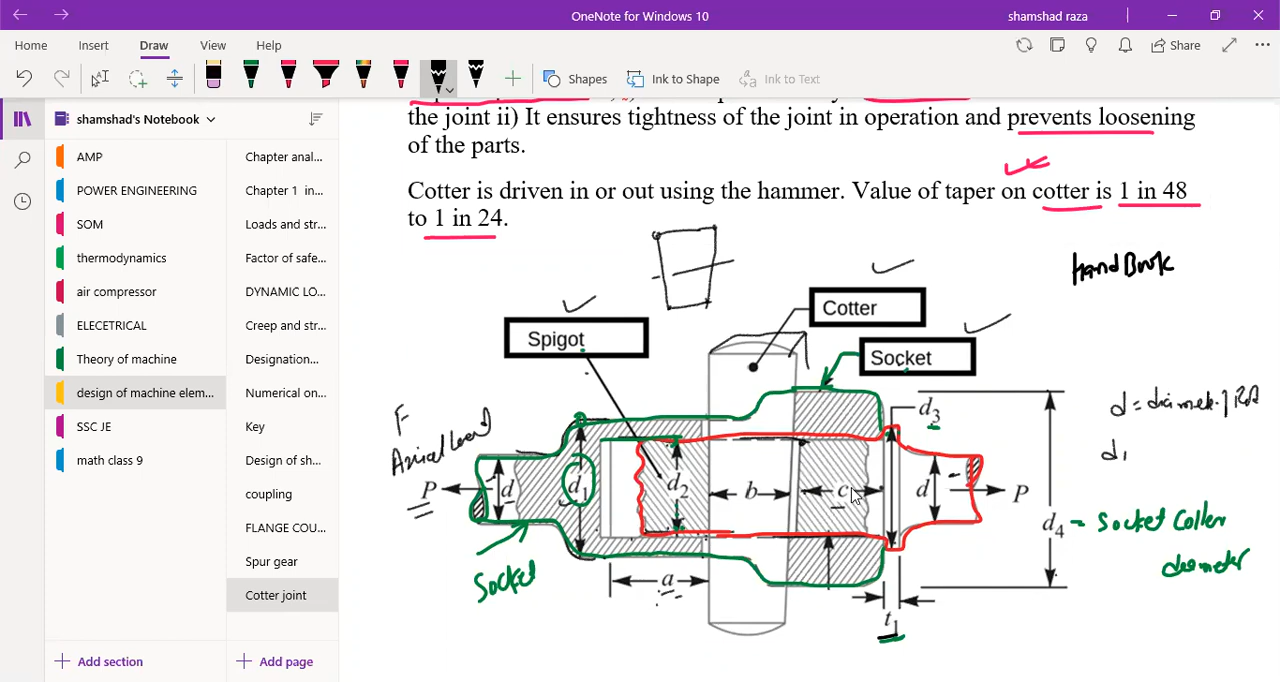 OneNote for Windows 10
shamshad raza
Home Insert Draw View Help
Share
Shapes
Ink to Shape
Ink to Text
shamshad's Notebook
AMP
POWER ENGINEERING
SOM
thermodynamics
air compressor
ELECETRICAL
Theory of machine
design of machine elem...
SSC JE
math class 9
Add section
Chapter anal...
Chapter 1 in...
Loads and str...
Factor of safe...
DYNAMIC LO...
Creep and str...
Designation...
Numerical on...
Key
Design of sh...
coupling
FLANGE COU...
Spur gear
Cotter joint
Add page
the joint ii) It ensures tightness of the joint in operation and prevents loosening
of the parts.
Cotter is driven in or out using the hammer. Value of taper on cotter is 1 in 48
to 1 in 24.
HandBook
Cotter
Spigot
Socket
d3
F
Axial Load
P
d
d1
d2
b
c
d
P
d4
a
t1
Socket
d =
d1
- Socket Coller
diameter